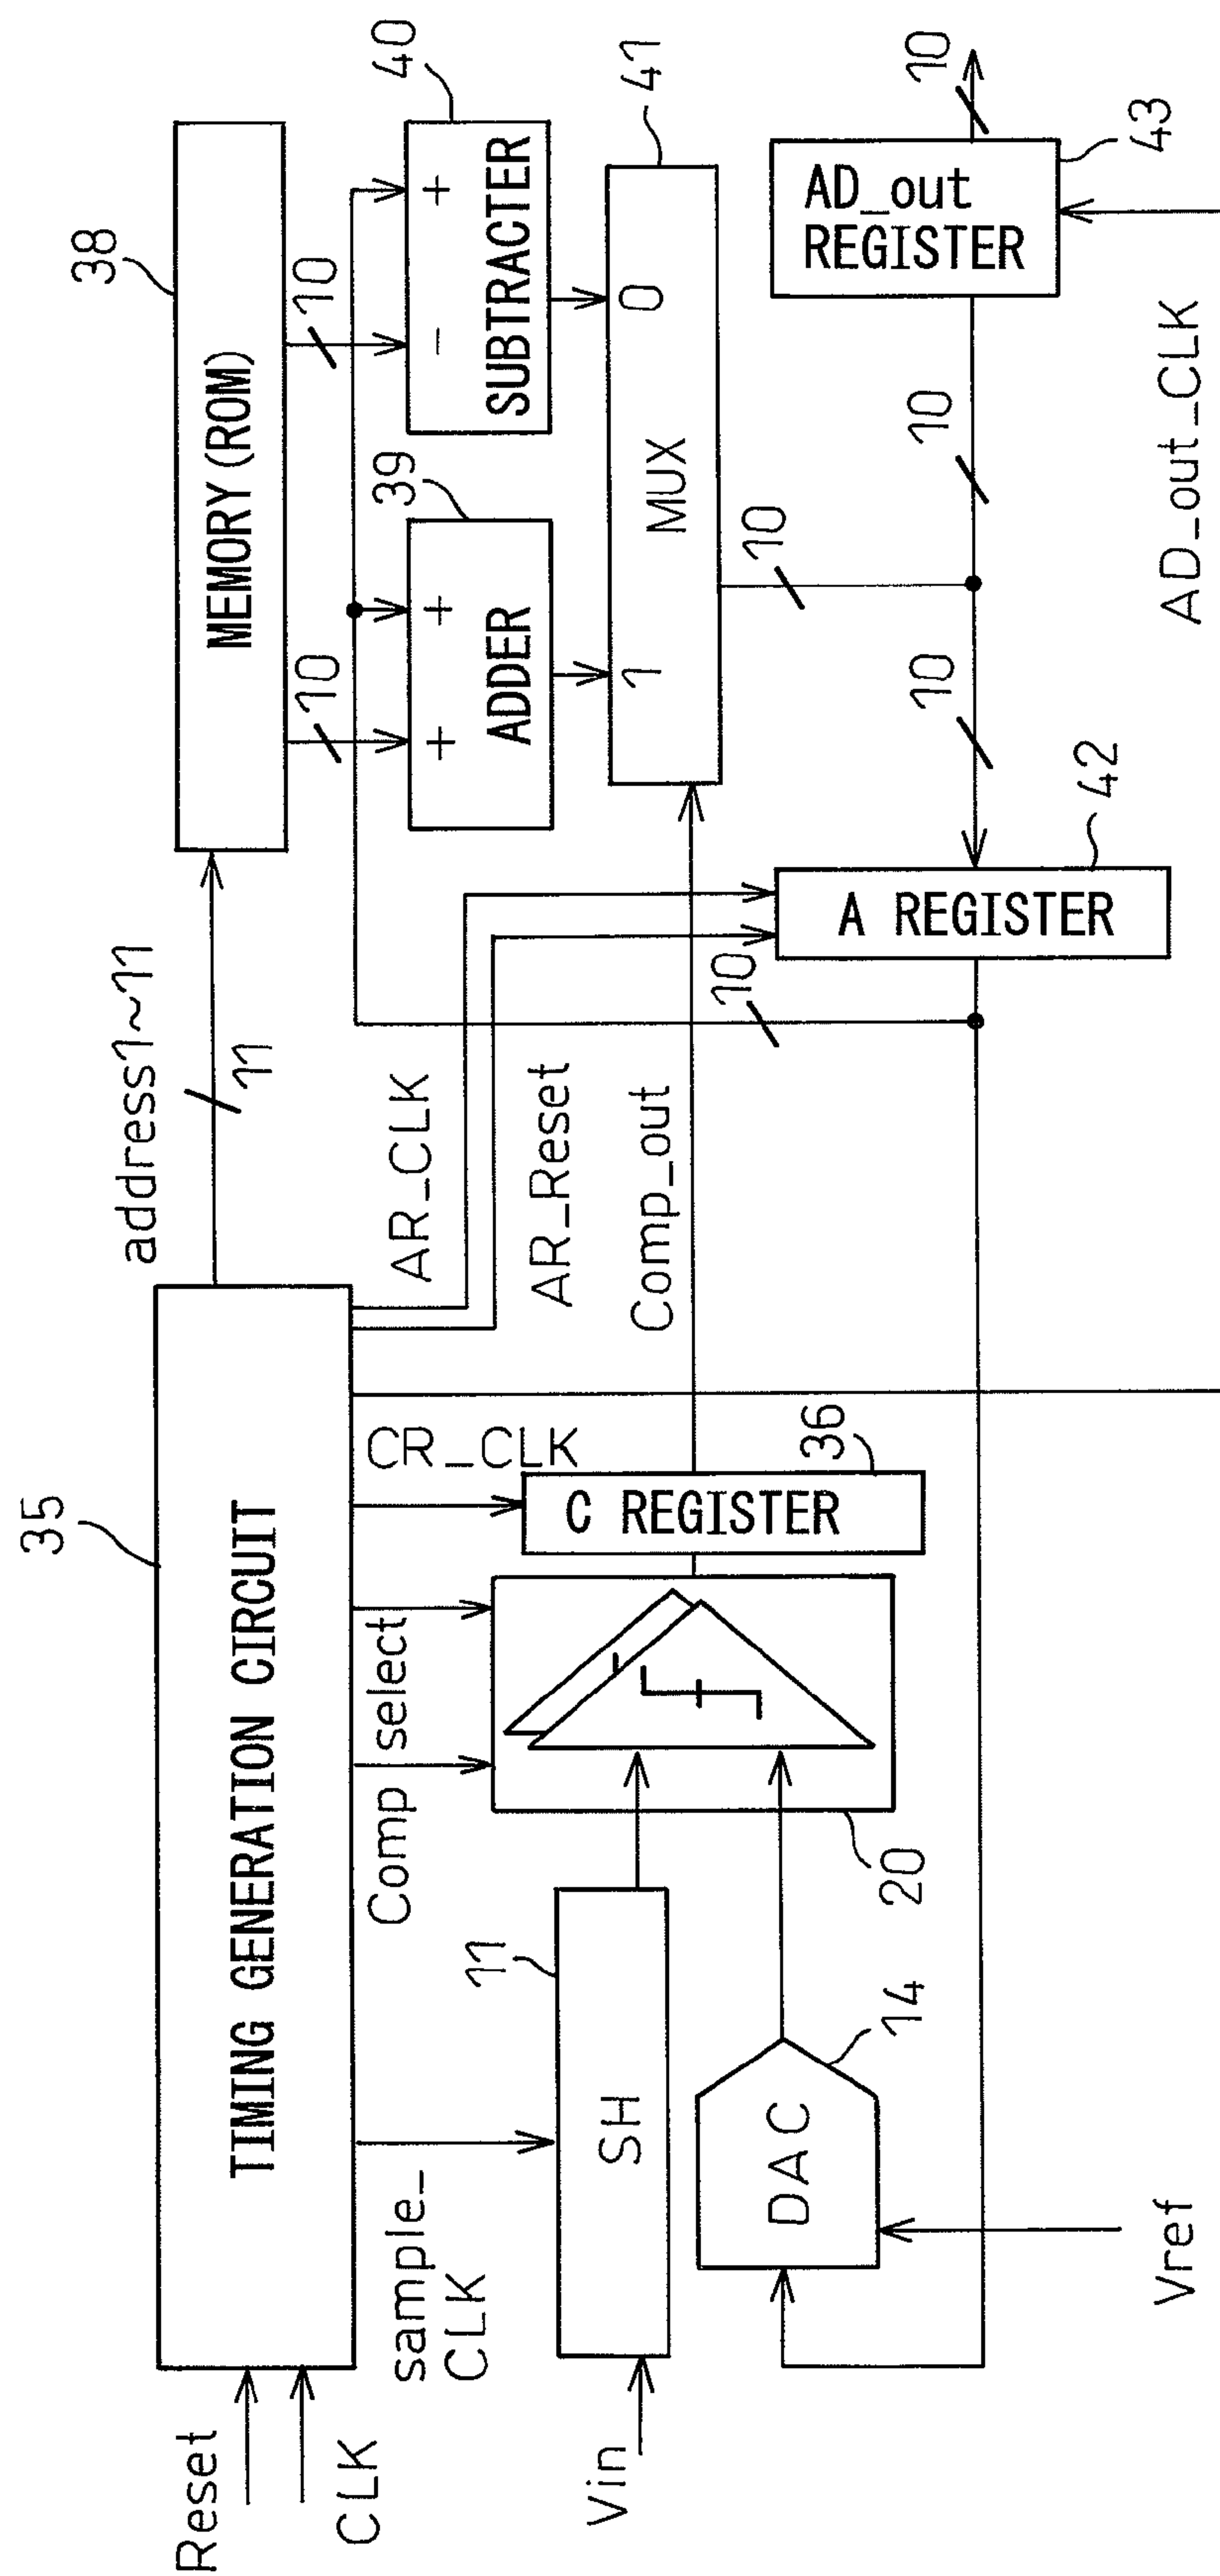 Reset
CLK
35
TIMING GENERATION CIRCUIT
address1~11
11
38
MEMORY (ROM)
10
10
sample_
CLK
Comp select
CR_CLK
AR_CLK
AR_Reset
Comp_out
39
+ +
ADDER
40
- +
SUBTRACTER
41
1 MUX 0
10
Vin
11
SH
20
36
C REGISTER
DAC
14
Vref
10
A REGISTER
42
10
10
AD_out
REGISTER
10
43
AD_out_CLK